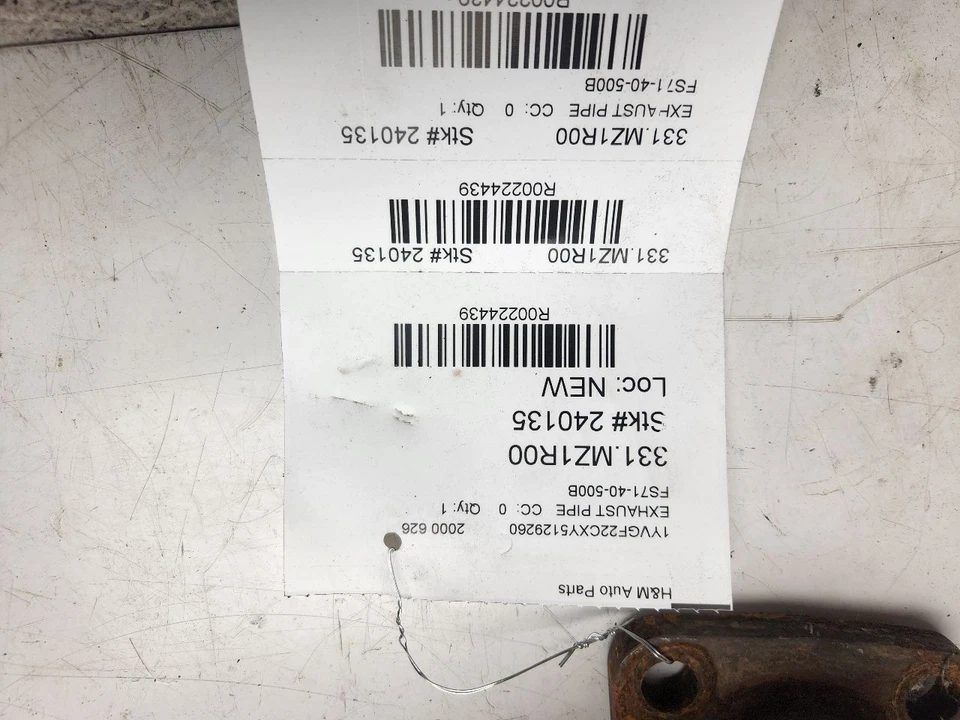 H&M Auto Parts
1YVGF22CXY5129260 2000 626
EXHAUST PIPE CC: 0 Qty: 1
FS71-40-500B
331.MZ1R00
Stk# 240135
Loc: NEW
R00224439
331.MZ1R00 Stk# 240135
R00224439
331.MZ1R00 Stk# 240135
EXHAUST PIPE CC: 0 Qty: 1
FS71-40-500B
R00224439